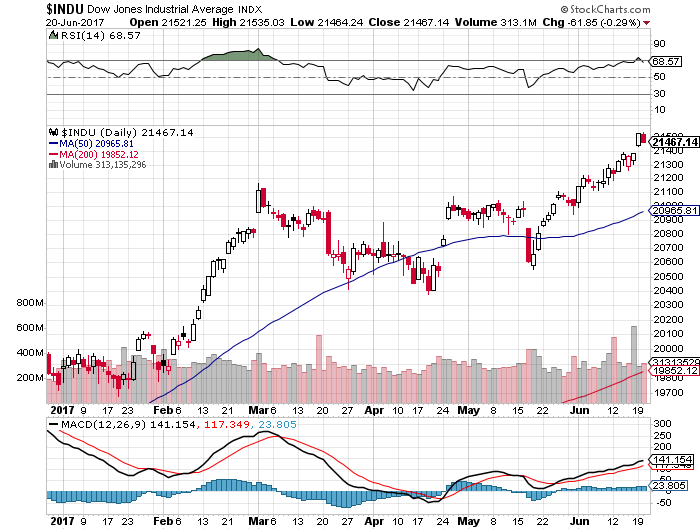 $INDU Dow Jones Industrial Average INDX © StockCharts.com
20-Jun-2017 Open 21521.25 High 21535.03 Low 21464.24 Close 21467.14 Volume 313.1M Chg -61.85 (-0.29%)
RSI(14) 68.57
90
68.57
50
30
10
$INDU (Daily) 21467.14
MA(50) 20965.81
MA(200) 19852.12
Volume 313,135,296
21467.14
21400
21300
21200
21100
20965.81
20900
20800
20700
20600
20500
20400
20300
800M 20200
600M 20100
20000
400M
31313529
200M 19852.12
19800
19700
2017 9 17 23 Feb 6 13 21 Mar 6 13 20 27 Apr 10 17 24 May 8 15 22 Jun 12 19
MACD(12,26,9) 141.154, 117.349, 23.805
300
250
200
141.154
23.805
-50
2017 9 17 23 Feb 6 13 21 Mar 6 13 20 27 Apr 10 17 24 May 8 15 22 Jun 12 19